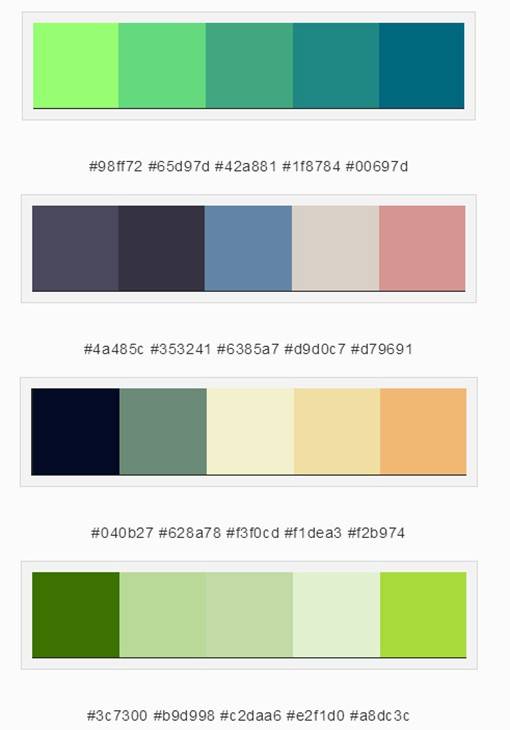 #98ff72 #65d97d #42a881 #1f8784 #00697d
#4a485c #353241 #6385a7 #d9d0c7 #d79691
#040b27 #628a78 #f3f0cd #f1dea3 #f2b974
#3c7300 #b9d998 #c2daa6 #e2f1d0 #a8dc3c